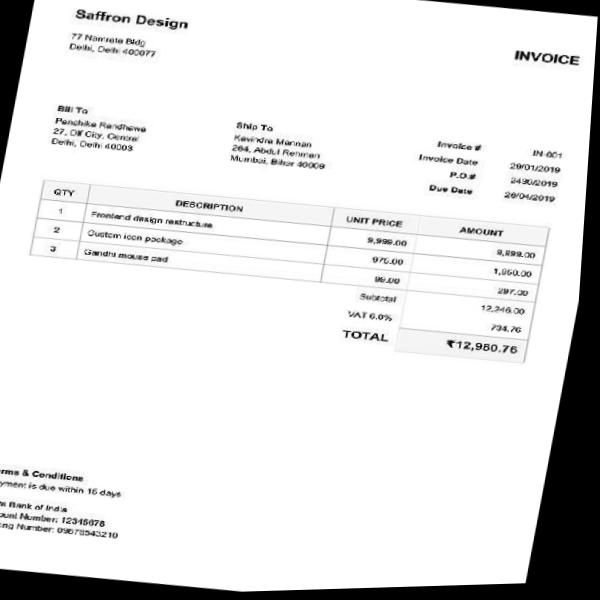 Saffron Design
77 Namrata Bldg
Delhi, Delhi 400077
INVOICE
Bill To
Panchika Randhawa
27, Dlf City, Central
Delhi, Delhi 40003
Ship To
Kavindra Mannan
264, Abdul Rehman
Mumbai, Bihar 40009
Invoice # IN-001
Invoice Date 29/01/2019
P.O.# 2430/2019
Due Date 26/04/2019
QTY DESCRIPTION UNIT PRICE AMOUNT
1 Frontend design restructure 9,999.00 9,999.00
2 Custom icon package 975.00 1,950.00
3 Gandhi mouse pad 99.00 297.00
Subtotal 12,246.00
VAT 6.0% 734.76
TOTAL ₹12,980.76
rms & Conditions
yment is due within 15 days
Bank of India
ount Number: 12345678
ng Number: 09876543210